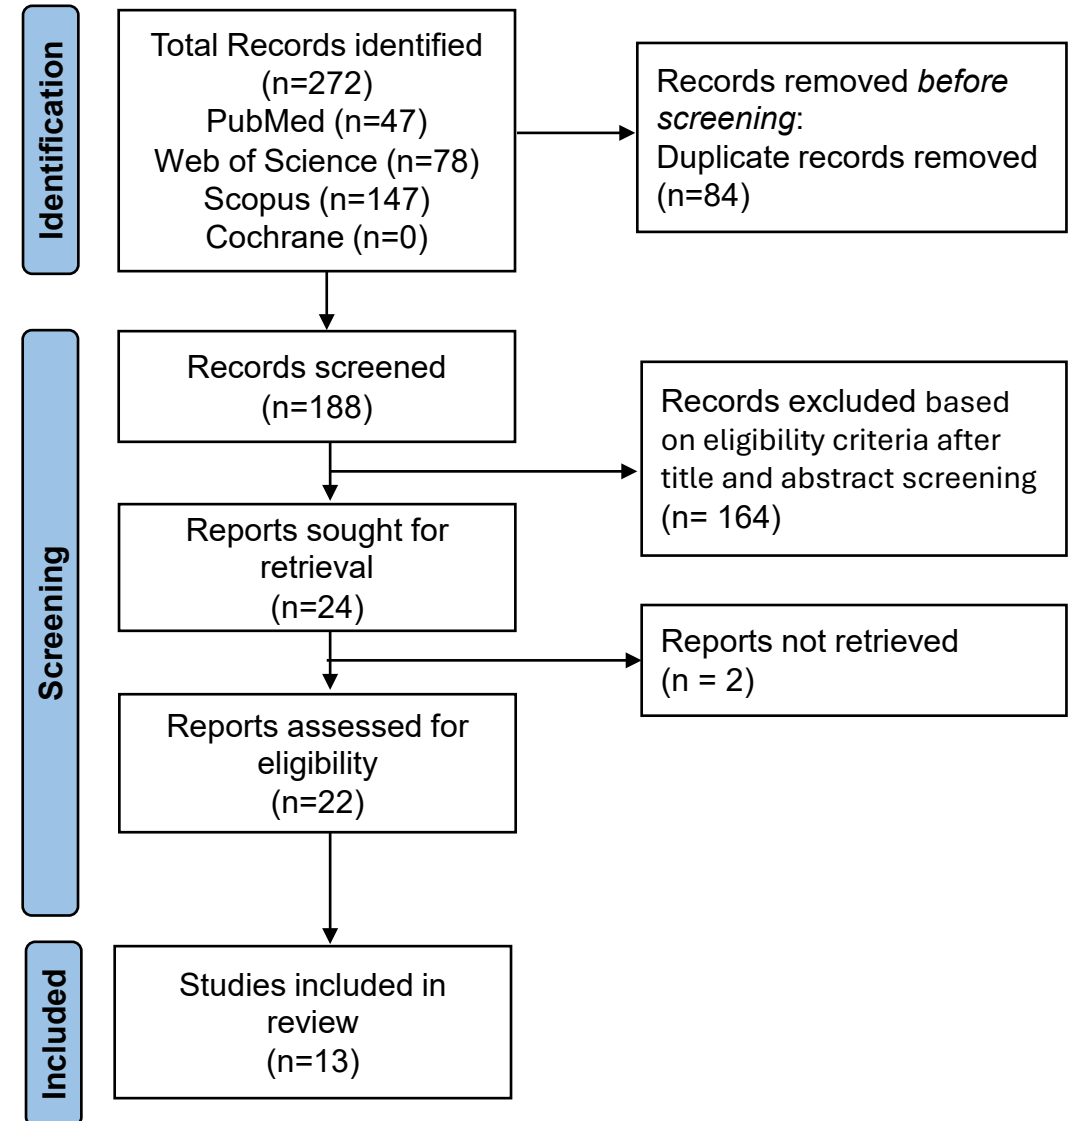 Identification
Total Records identified
(n=272)
PubMed (n=47)
Web of Science (n=78)
Scopus (n=147)
Cochrane (n=0)
Records removed before
screening:
Duplicate records removed
(n=84)
Screening
Records screened
(n=188)
Records excluded based
on eligibility criteria after
title and abstract screening
(n= 164)
Reports sought for
retrieval
(n=24)
Reports not retrieved
(n = 2)
Reports assessed for
eligibility
(n=22)
Included
Studies included in
review
(n=13)